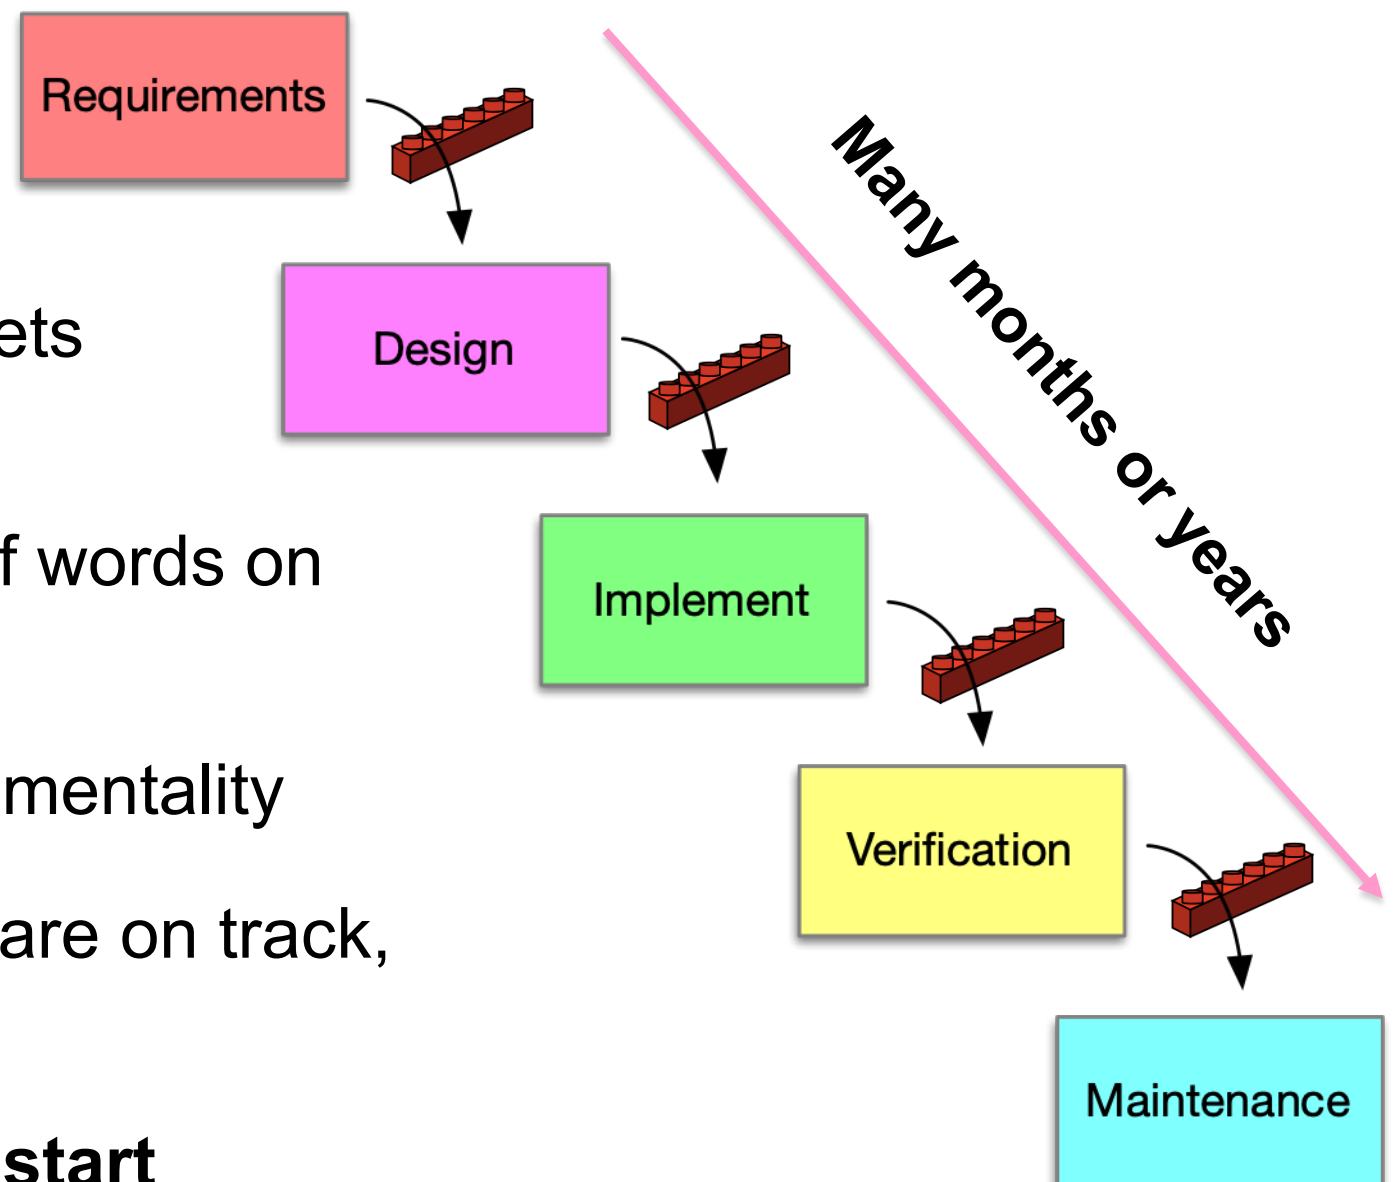 Requirements
Many months or years
ets
Design
f words on
Implement
mentality
Verification
are on track,
Maintenance
start